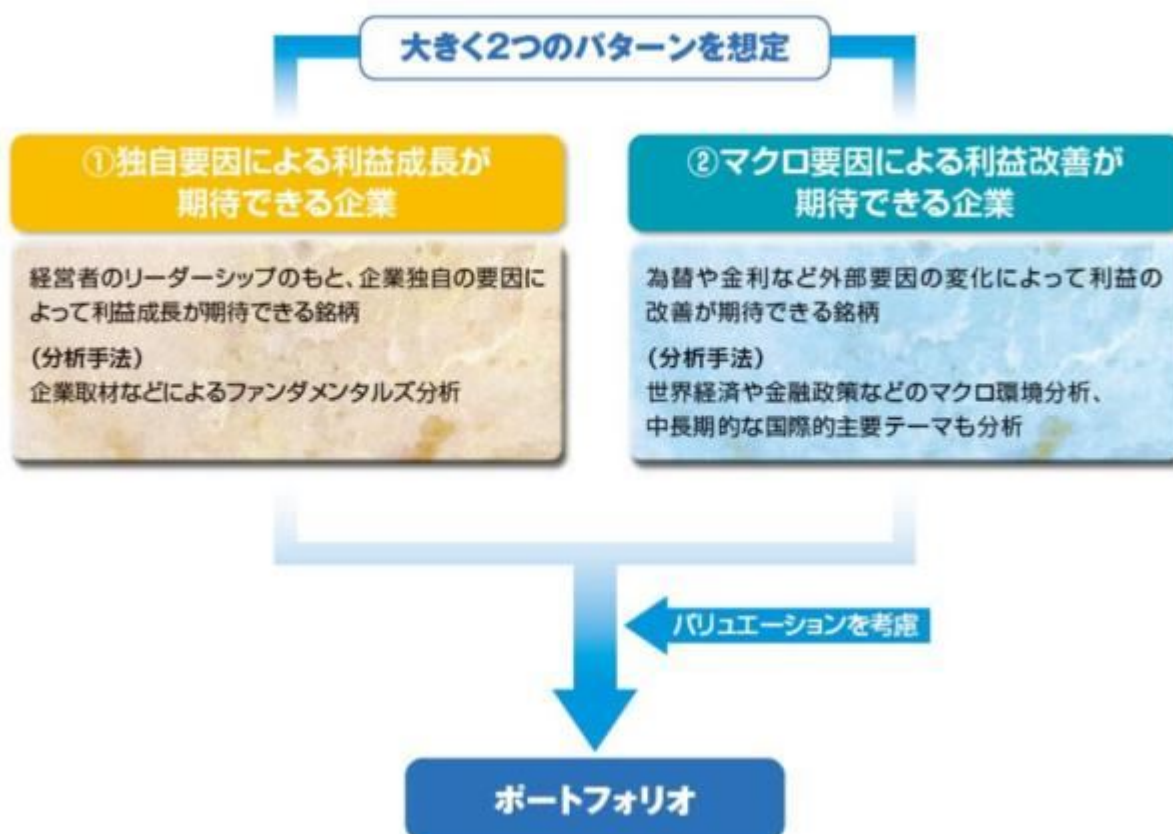 大きく2つのパターンを想定
①独自要因による利益成長が
期待できる企業
経営者のリーダーシップのもと、企業独自の要因に
よって利益成長が期待できる銘柄
(分析手法)
企業取材などによるファンダメンタルズ分析
②マクロ要因による利益改善が
期待できる企業
為替や金利など外部要因の変化によって利益の
改善が期待できる銘柄
(分析手法)
世界経済や金融政策などのマクロ環境分析、
中長期的な国際的主要テーマも分析
バリュエーションを考慮
ポートフォリオ